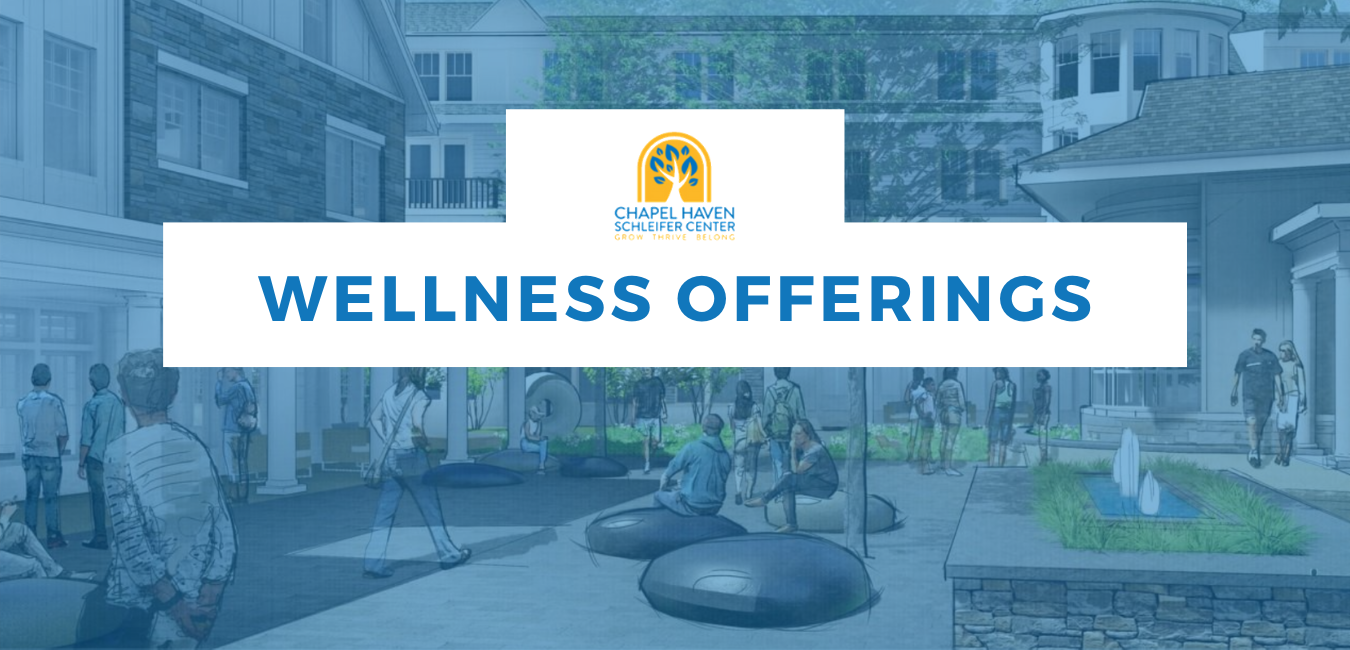 CHAPEL HAVEN
SCHLEIFER CENTER
GROW THRIVE BELONG
WELLNESS OFFERINGS